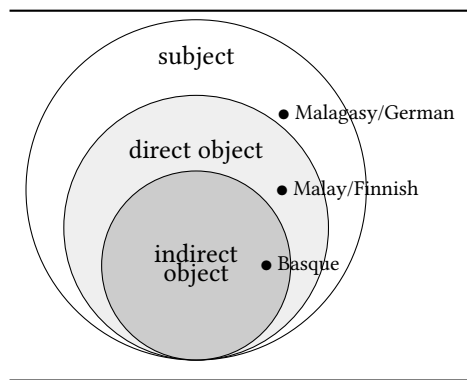 subject
Malagasy/German
direct object
Malay/Finnish
indirect
object
Basque